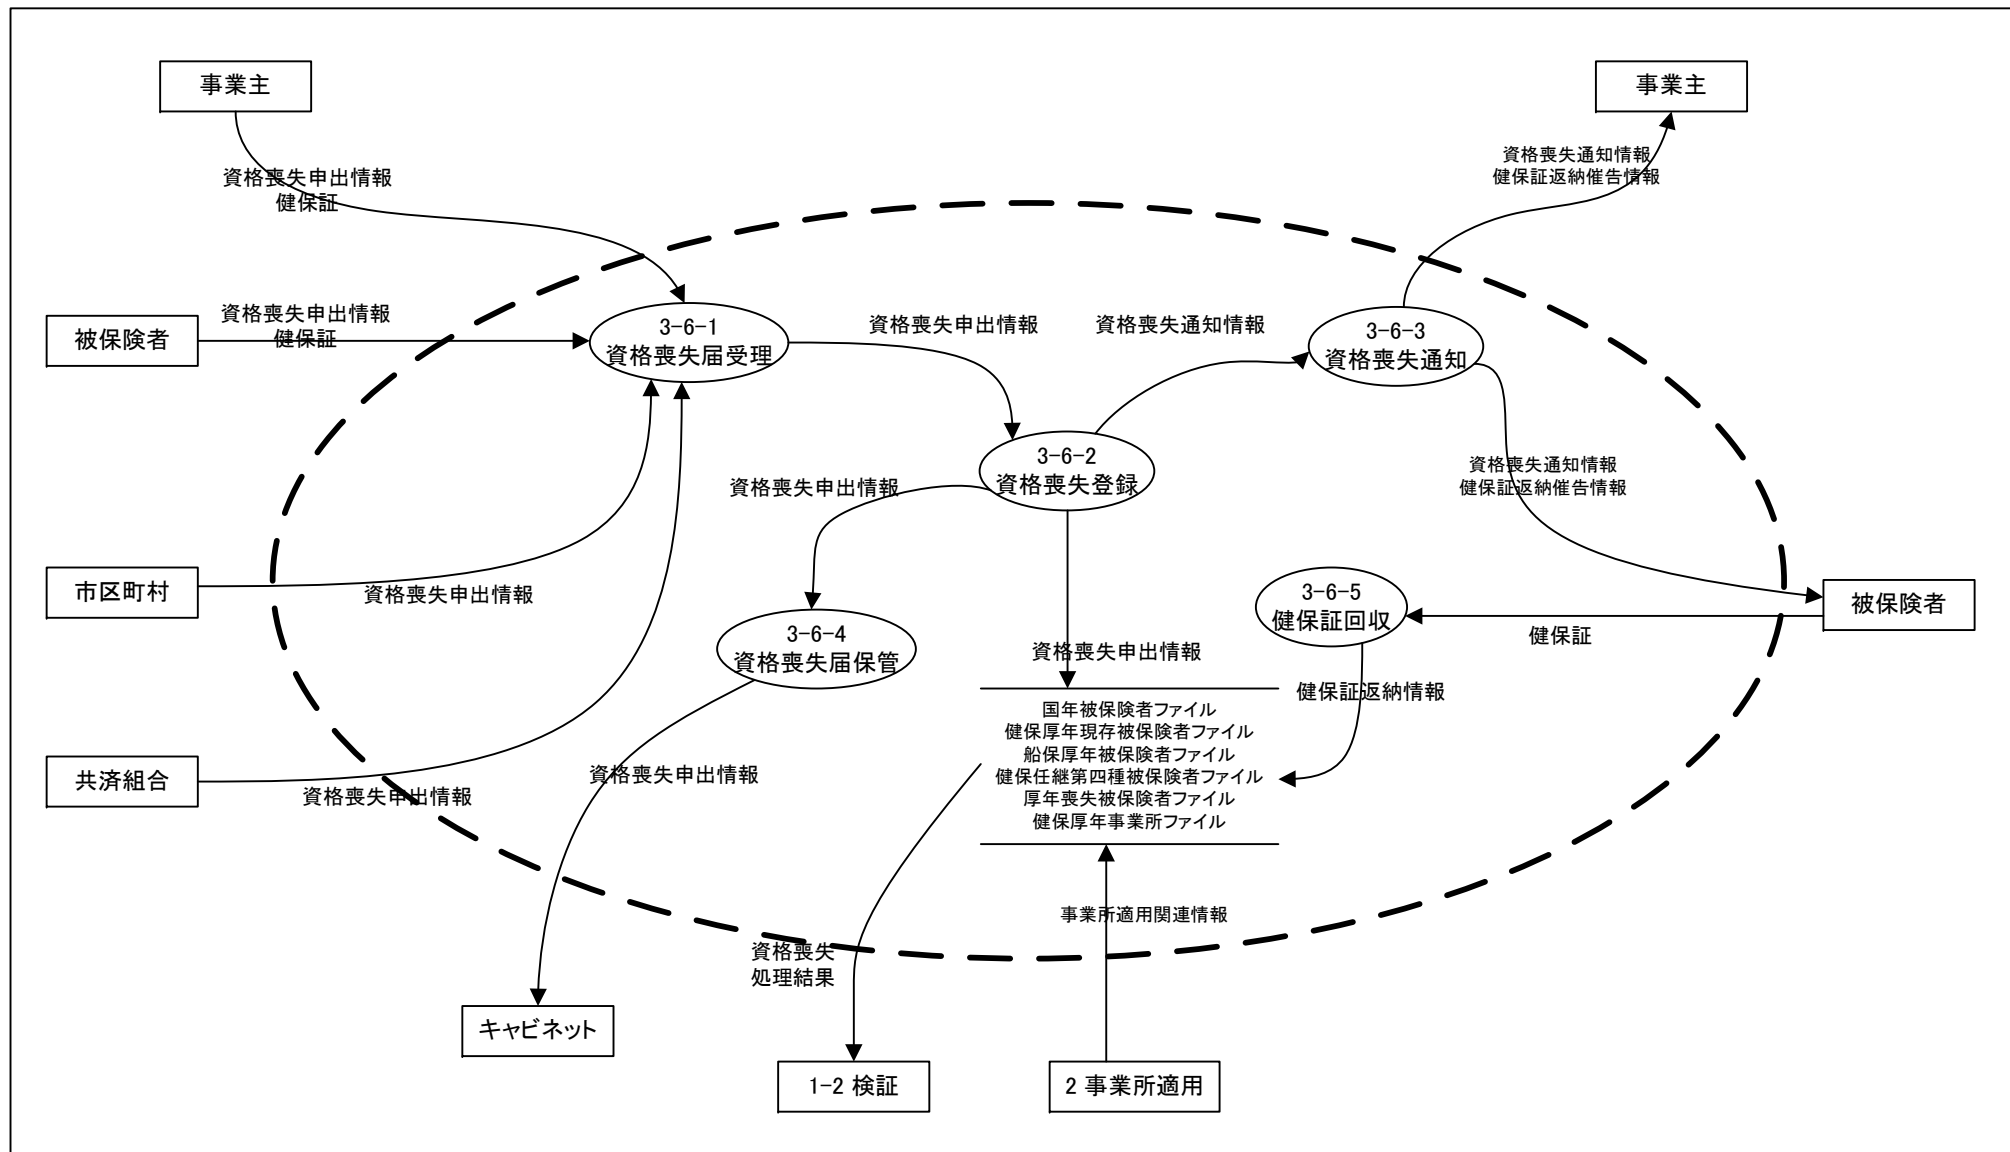 事業主
事業主
資格喪失申出情報
健保証
資格喪失通知情報
健保証返納催告情報
被保険者
資格喪失申出情報
健保証
3-6-1
資格喪失届受理
資格喪失申出情報
資格喪失通知情報
3-6-3
資格喪失通知
3-6-2
資格喪失登録
資格喪失申出情報
資格喪失通知情報
健保証返納催告情報
市区町村
資格喪失申出情報
3-6-4
資格喪失届保管
3-6-5
健保証回収
被保険者
健保証
資格喪失申出情報
健保証返納情報
国年被保険者ファイル
健保厚年現存被保険者ファイル
船保厚年被保険者ファイル
健保任継第四種被保険者ファイル
厚年喪失被保険者ファイル
健保厚年事業所ファイル
共済組合
資格喪失申出情報
資格喪失申出情報
事業所適用関連情報
資格喪失
処理結果
キャビネット
1-2 検証
2 事業所適用